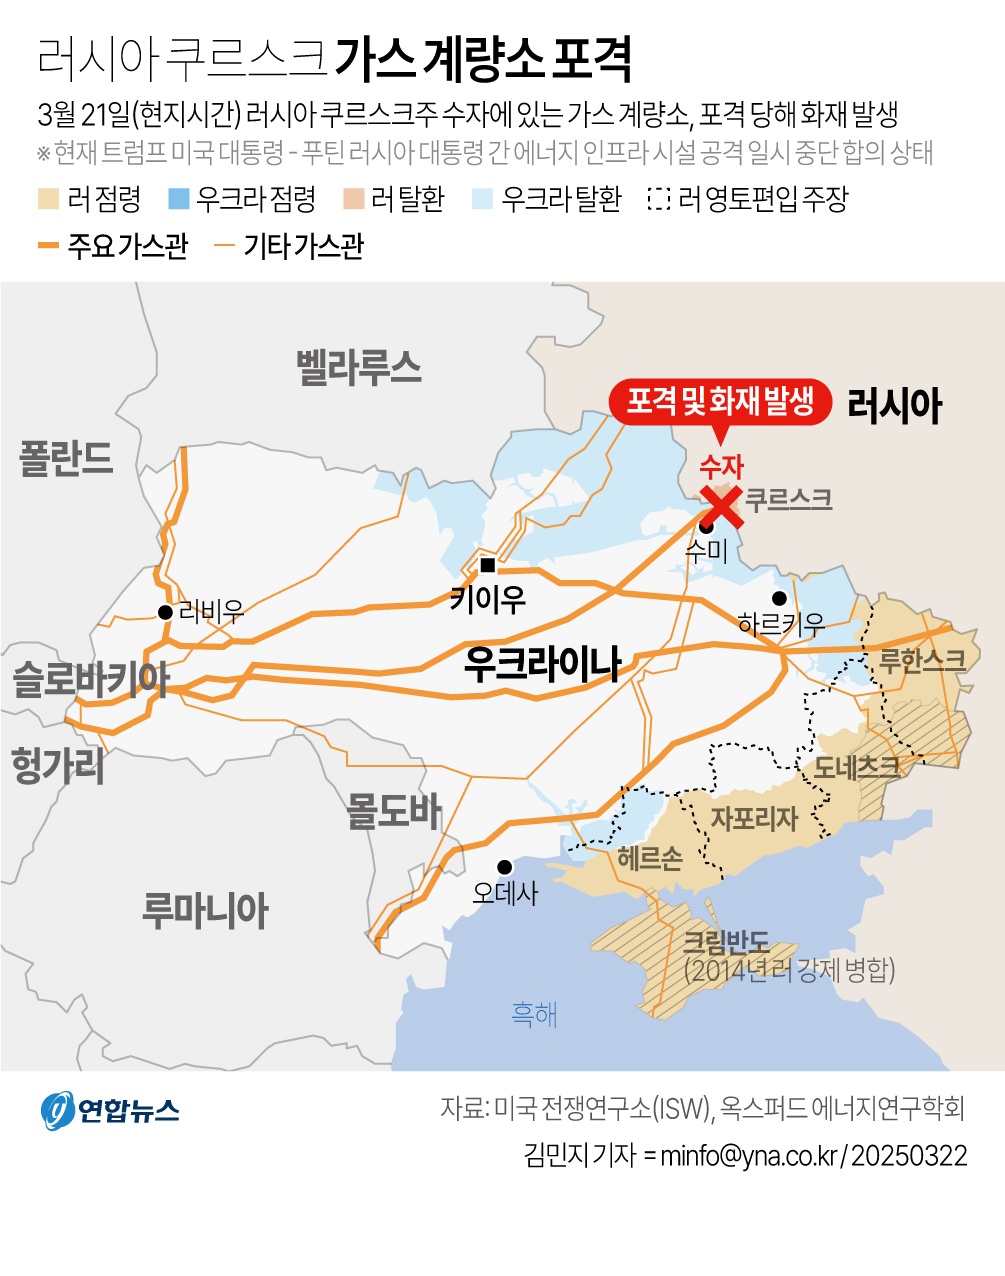 러시아 쿠르스크 가스 계량소 포격
3월 21일(현지시간) 러시아 쿠르스크주 수자에 있는 가스 계량소, 포격 당해 화재 발생
※ 현재 트럼프 미국 대통령 - 푸틴 러시아 대통령 간 에너지 인프라 시설 공격 일시 중단 합의 상태
러 점령 우크라 점령 러 탈환 우크라 탈환 러 영토편입 주장
주요 가스관 기타 가스관
벨라루스
포격 및 화재 발생
러시아
폴란드
수자
쿠르스크
수미
키이우
하르키우
리비우
우크라이나
루한스크
슬로바키아
헝가리
도네츠크
몰도바
자포리자
헤르손
오데사
루마니아
크림반도
(2014년 러 강제 병합)
흑해
y 연합뉴스
자료: 미국 전쟁연구소(ISW), 옥스퍼드 에너지연구학회
김민지 기자 = minfo@yna.co.kr / 20250322